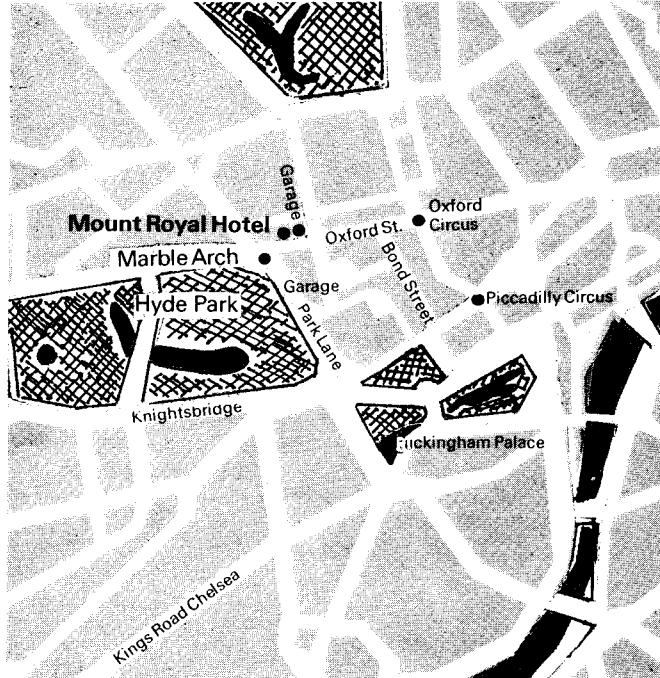 Garage
Mount Royal Hotel
Oxford
Circus
Oxford St.
Marble Arch
Bond Street
Garage
Hyde Park
Piccadilly Circus
Park Lane
Knightsbridge
Palace
Kings Road Chelsea